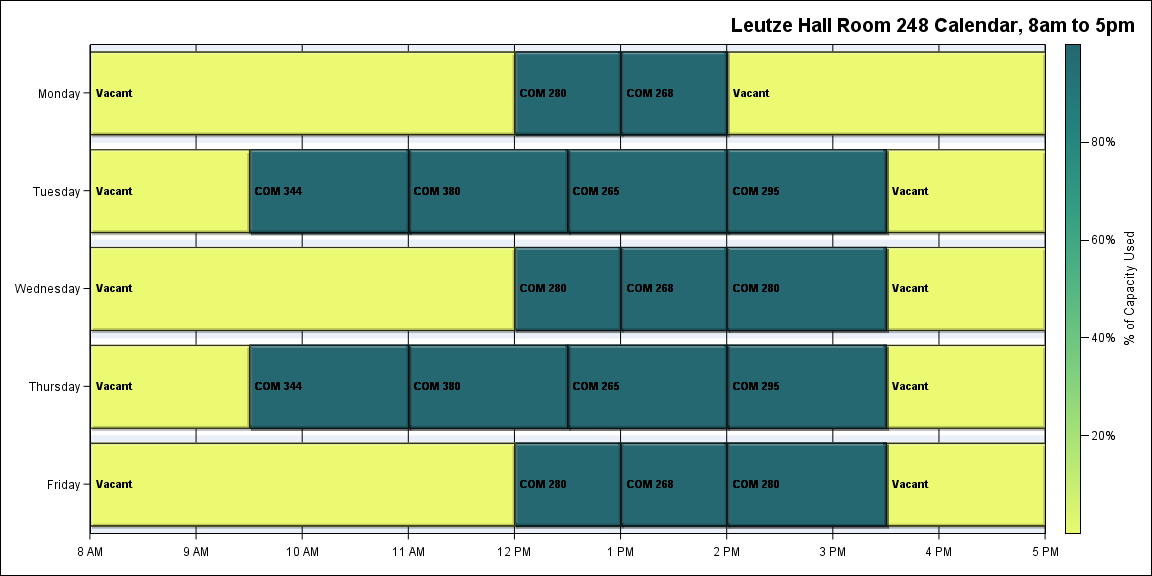 Leutze Hall Room 248 Calendar, 8am to 5pm
Monday
Vacant
COM 280
COM 268
Vacant
Tuesday
Vacant
COM 344
COM 380
COM 265
COM 295
Vacant
Wednesday
Vacant
COM 280
COM 268
COM 280
Vacant
Thursday
Vacant
COM 344
COM 380
COM 265
COM 295
Vacant
Friday
Vacant
COM 280
COM 268
COM 280
Vacant
8 AM
9 AM
10 AM
11 AM
12 PM
1 PM
2 PM
3 PM
4 PM
5 PM
80%
60%
40%
20%
% of Capacity Used